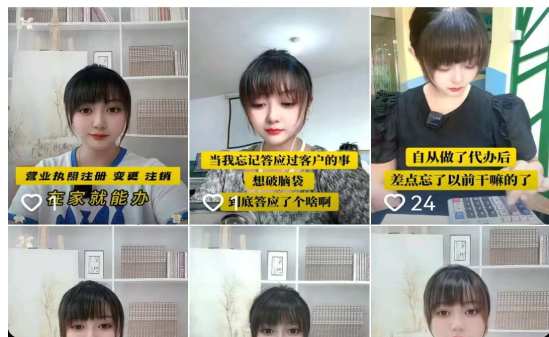 营业执照注册 变更 注销
在家就能办
当我忘记答应过客户的事
想破脑袋
到底答应了个啥啊
自从做了代办后
差点忘了以前干嘛的了
24